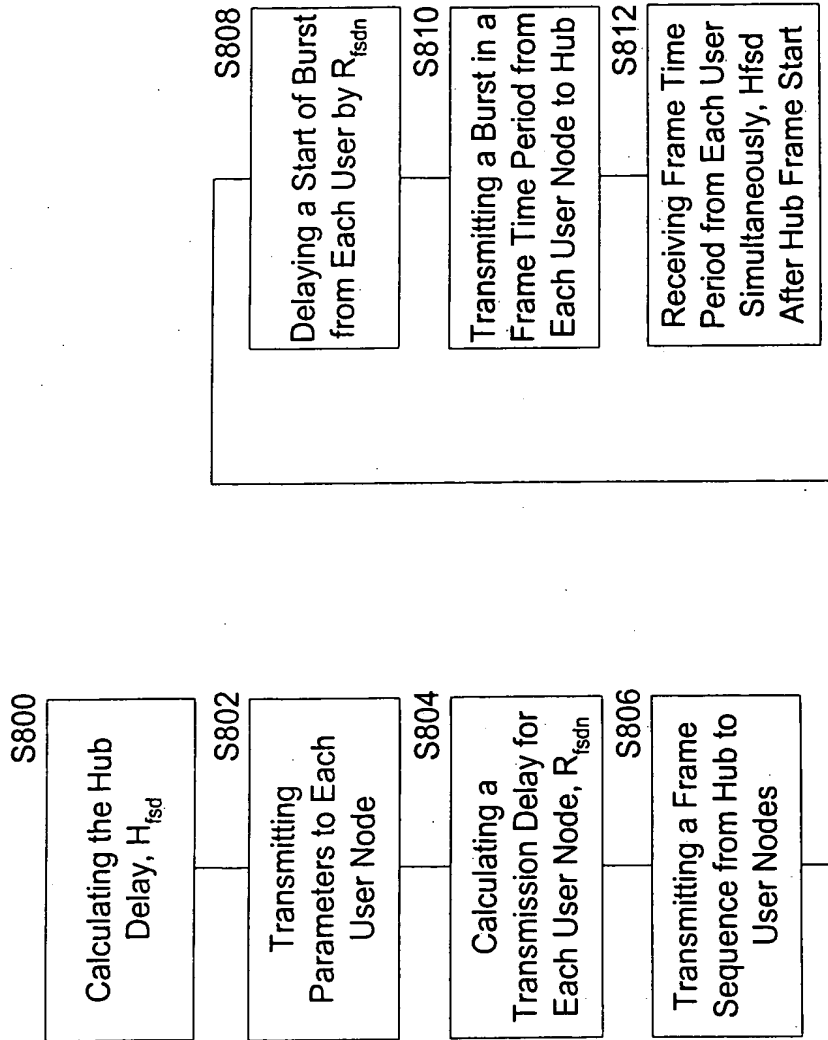 S800
Calculating the Hub
Delay, Hfsd
S802
Transmitting
Parameters to Each
User Node
S804
Calculating a
Transmission Delay for
Each User Node, Rfsdn
S806
Transmitting a Frame
Sequence from Hub to
User Nodes
S808
Delaying a Start of Burst
from Each User by Rfsdn
S810
Transmitting a Burst in a
Frame Time Period from
Each User Node to Hub
S812
Receiving Frame Time
Period from Each User
Simultaneously, Hfsd
After Hub Frame Start